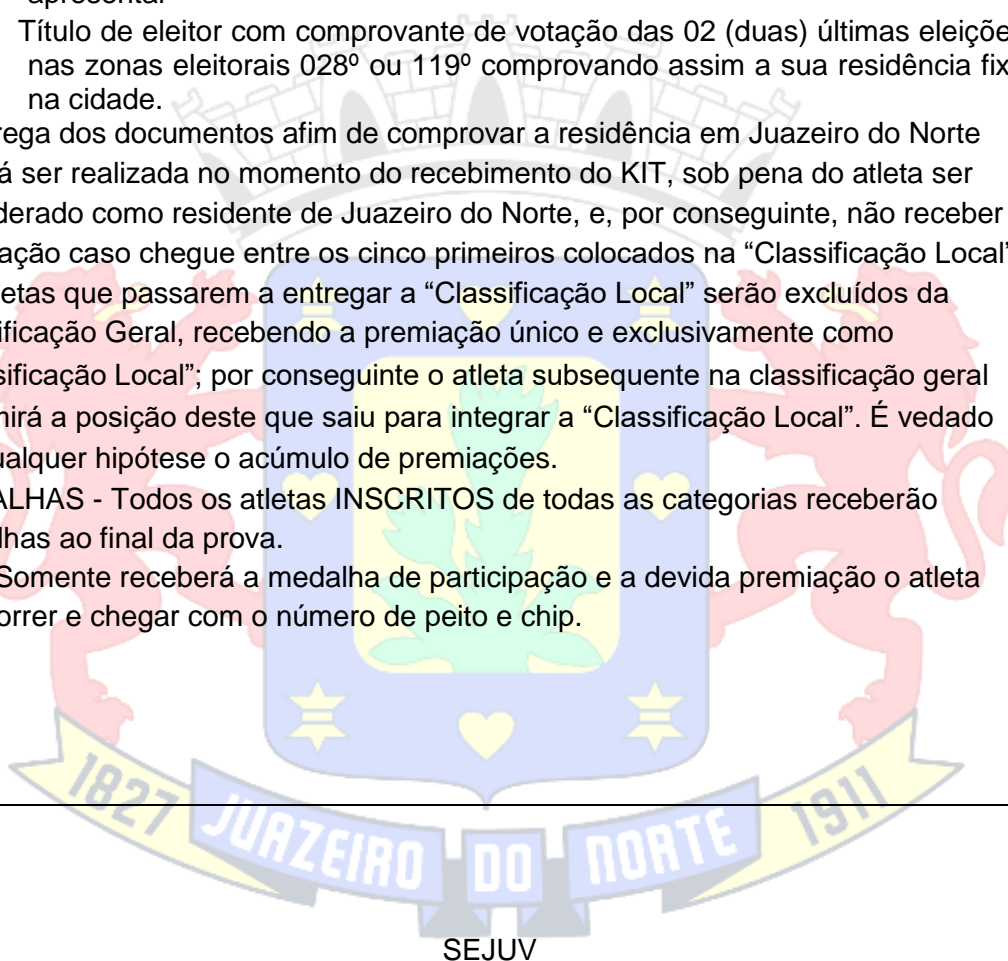 apresentar
Título de eleitor com comprovante de votação das 02 (duas) últimas eleiçõe
nas zonas eleitorais 028º ou 119º comprovando assim a sua residência fix
na cidade.
rega dos documentos afim de comprovar a residência em Juazeiro do Norte
á ser realizada no momento do recebimento do KIT, sob pena do atleta ser
derado como residente de Juazeiro do Norte, e, por conseguinte, não receber
ação caso chegue entre os cinco primeiros colocados na “Classificação Local”
etas que passarem a entregar a “Classificação Local” serão excluídos da
ificação Geral, recebendo a premiação único e exclusivamente como
sificação Local”; por conseguinte o atleta subsequente na classificação geral
mirá a posição deste que saiu para integrar a “Classificação Local”. É vedado
ualquer hipótese o acúmulo de premiações.
ALHAS - Todos os atletas INSCRITOS de todas as categorias receberão
lhas ao final da prova.
Somente receberá a medalha de participação e a devida premiação o atleta
orrer e chegar com o número de peito e chip.
1827 JUAZEIRO DO NORTE 1911
SEJUV